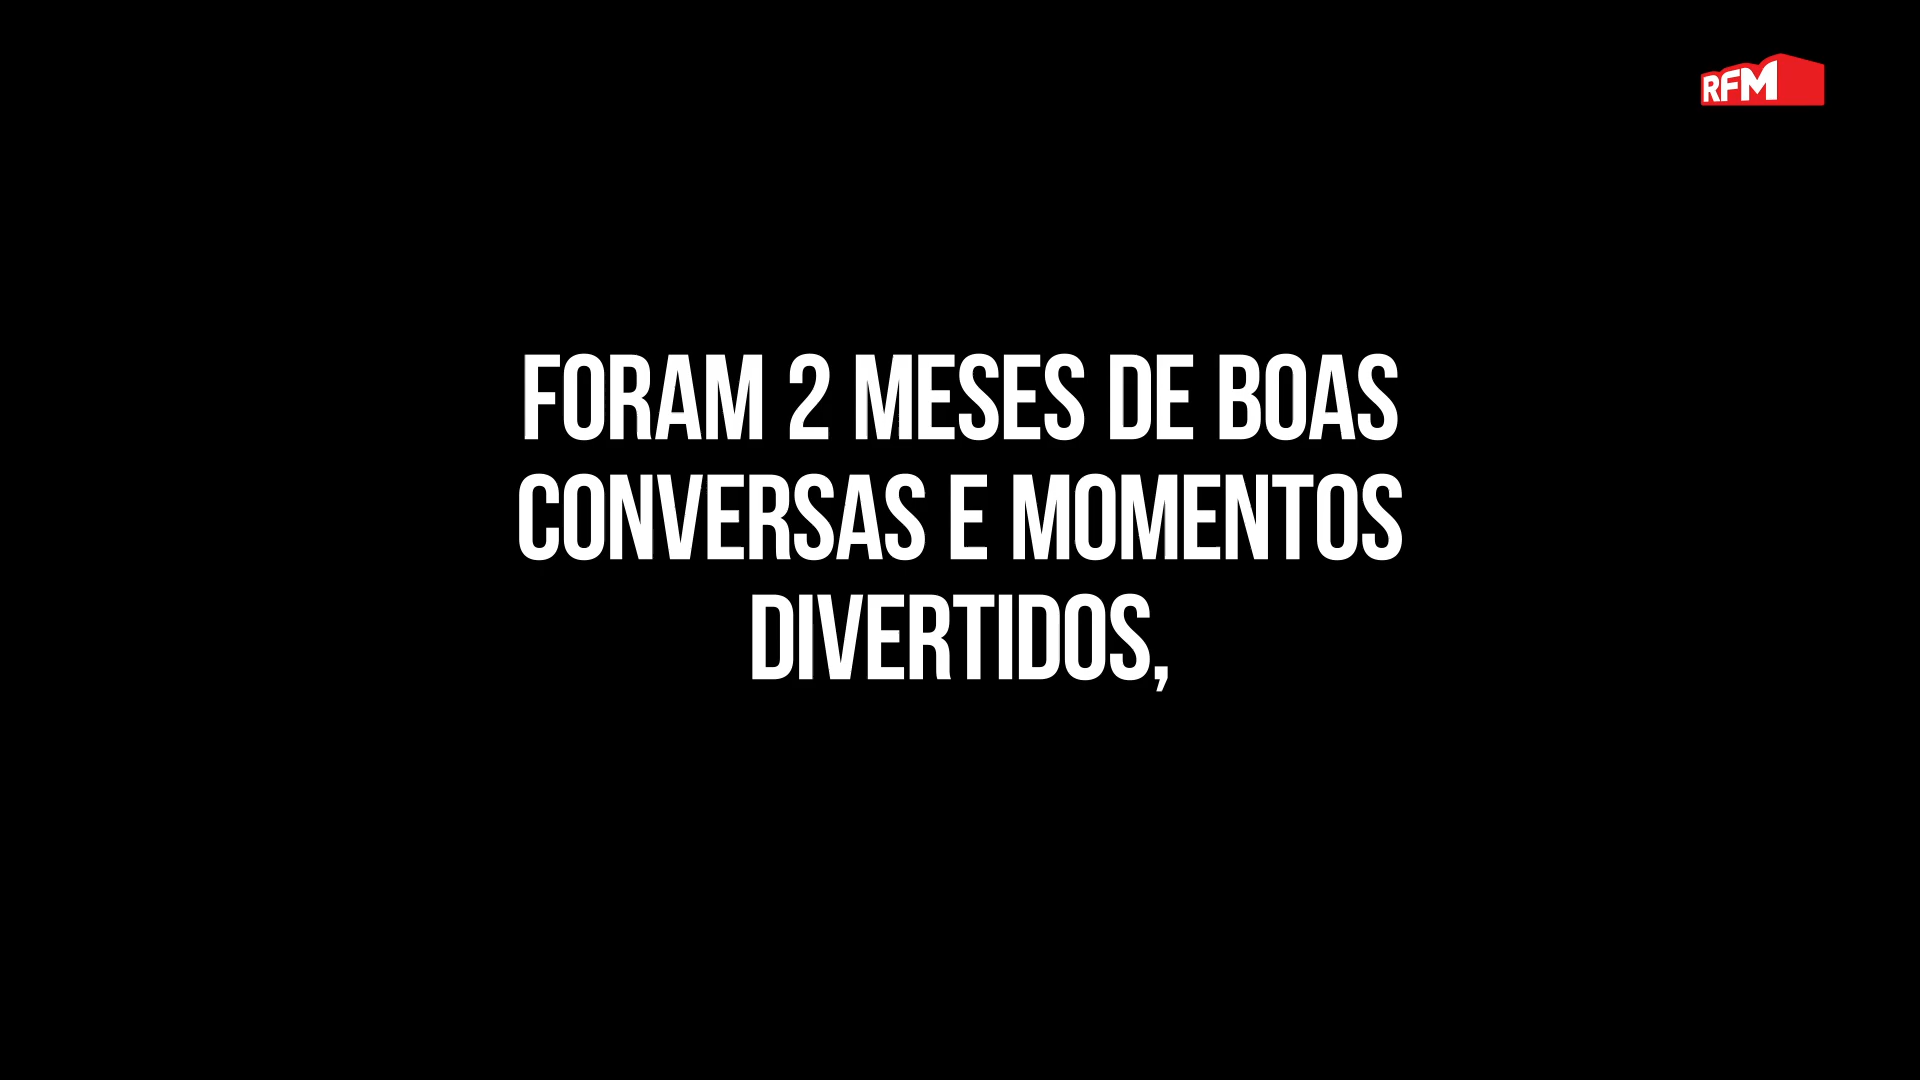 RFM
FORAM 2 MESES DE BOAS
CONVERSAS E MOMENTOS
DIVERTIDOS,